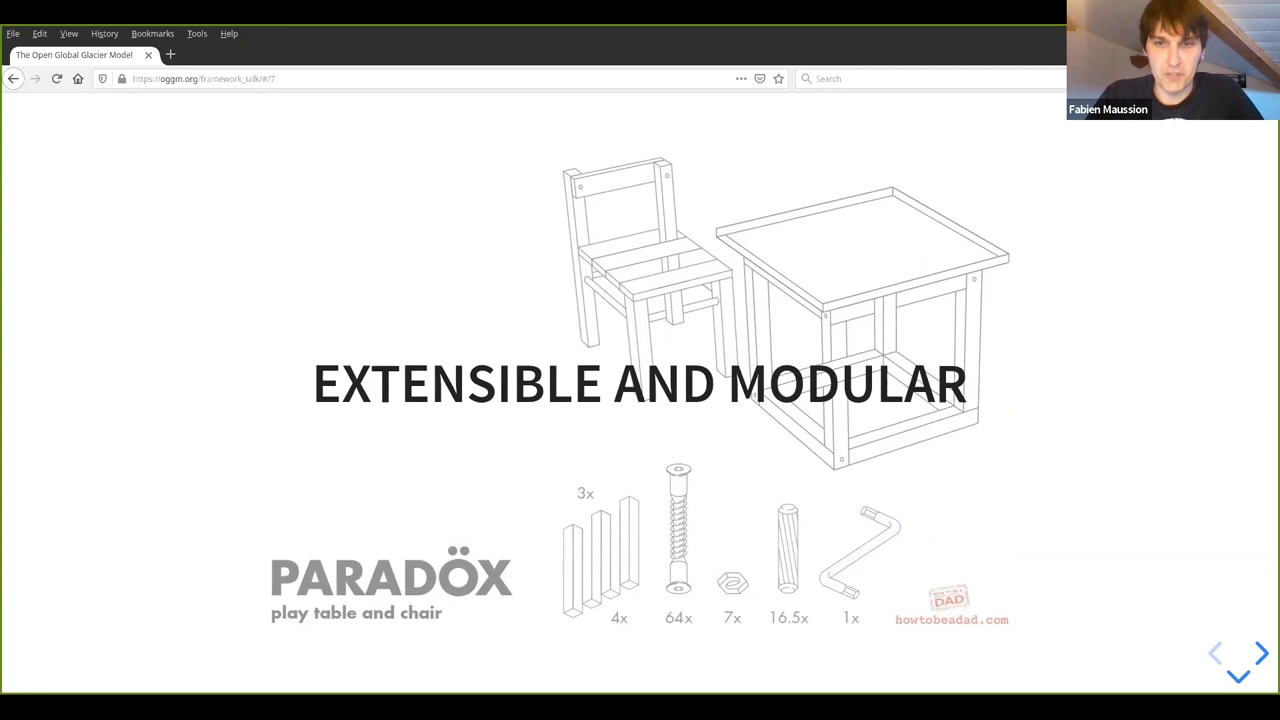 File Edit View History Bookmarks Tools Help
The Open Global Glacier Model
https://oggm.org/framework_talk/#/7
Search
Fabien Maussion
EXTENSIBLE AND MODULAR
3x
PARADÖX
play table and chair
4x 64x 7x 16.5x 1x
DAD
howtobeadad.com